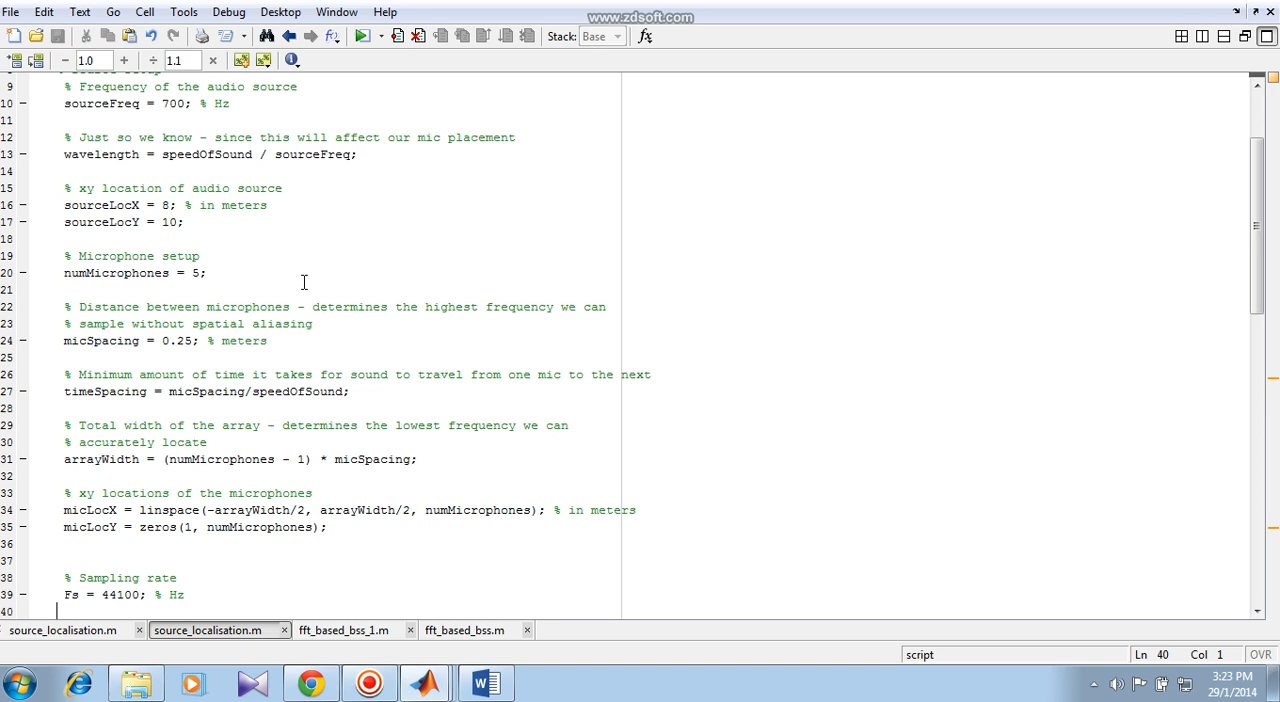 File Edit Text Go Cell Tools Debug Desktop Window Help
www.zdsoft.com
Stack: Base fx
− 1.0 + ÷ 1.1 ×
9 % Frequency of the audio source
10 – sourceFreq = 700; % Hz
11
12 % Just so we know - since this will affect our mic placement
13 – wavelength = speedOfSound / sourceFreq;
14
15 % xy location of audio source
16 – sourceLocX = 8; % in meters
17 – sourceLocY = 10;
18
19 % Microphone setup
20 – numMicrophones = 5;
21
22 % Distance between microphones - determines the highest frequency we can
23 % sample without spatial aliasing
24 – micSpacing = 0.25; % meters
25
26 % Minimum amount of time it takes for sound to travel from one mic to the next
27 – timeSpacing = micSpacing/speedOfSound;
28
29 % Total width of the array - determines the lowest frequency we can
30 % accurately locate
31 – arrayWidth = (numMicrophones - 1) * micSpacing;
32
33 % xy locations of the microphones
34 – micLocX = linspace(-arrayWidth/2, arrayWidth/2, numMicrophones); % in meters
35 – micLocY = zeros(1, numMicrophones);
36
37
38 % Sampling rate
39 – Fs = 44100; % Hz
40
source_localisation.m × source_localisation.m × fft_based_bss_1.m × fft_based_bss.m ×
script Ln 40 Col 1 OVR
3:23 PM
29/1/2014